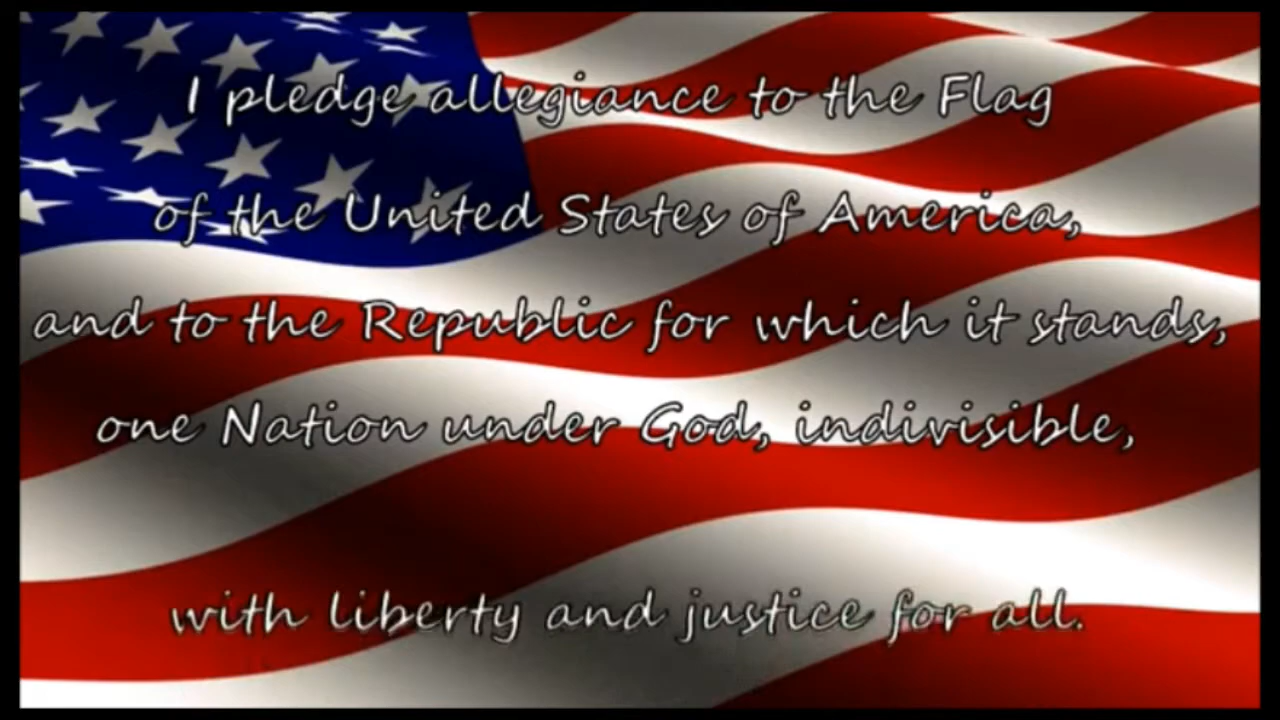 I pledge allegiance to the Flag
of the United States of America,
and to the Republic for which it stands,
one Nation under God, indivisible,
with liberty and justice for all.